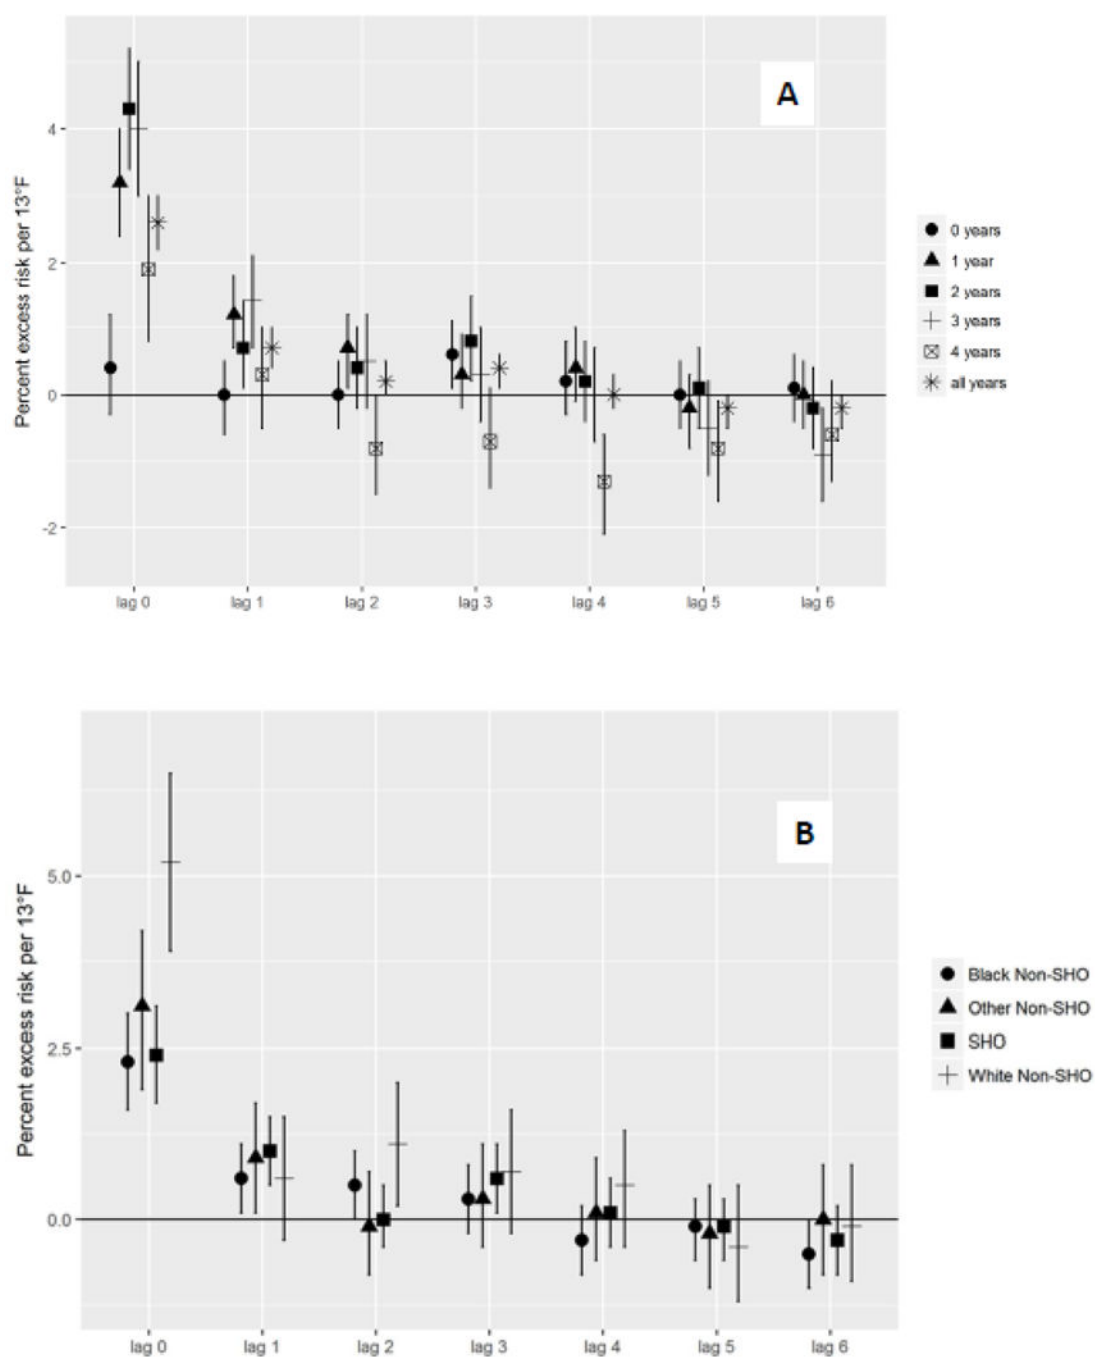 A
Percent excess risk per 13°F
4
2
0
-2
lag 0 lag 1 lag 2 lag 3 lag 4 lag 5 lag 6
0 years
1 year
2 years
3 years
4 years
all years
B
Percent excess risk per 13°F
5.0
2.5
0.0
lag 0 lag 1 lag 2 lag 3 lag 4 lag 5 lag 6
Black Non-SHO
Other Non-SHO
SHO
White Non-SHO